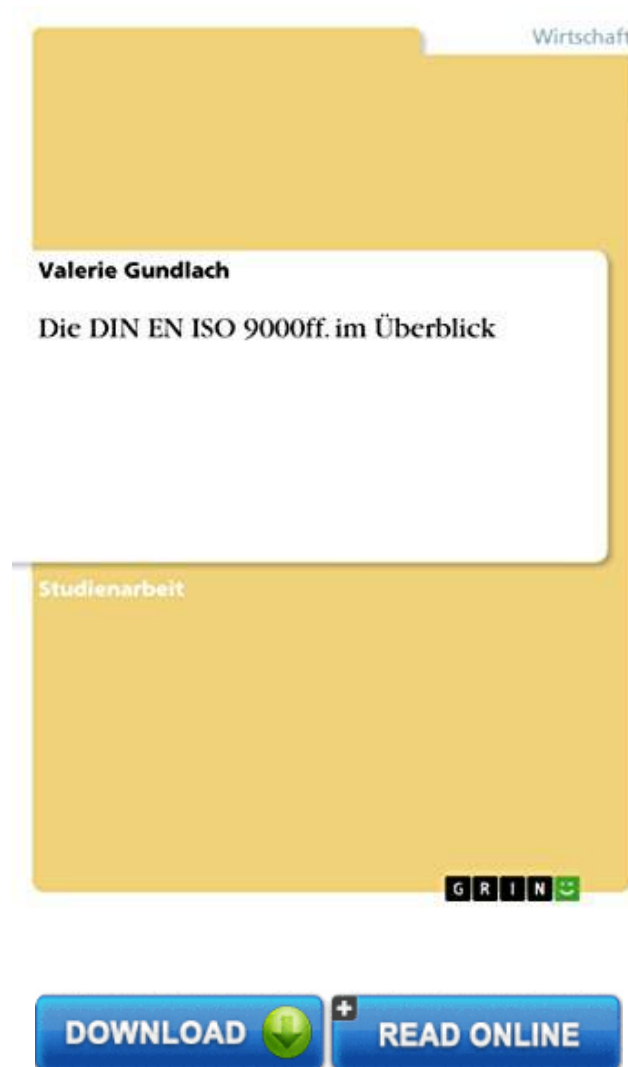 Wirtschaft
Valerie Gundlach
Die DIN EN ISO 9000ff. im Überblick
Studienarbeit
GRIN
DOWNLOAD
READ ONLINE